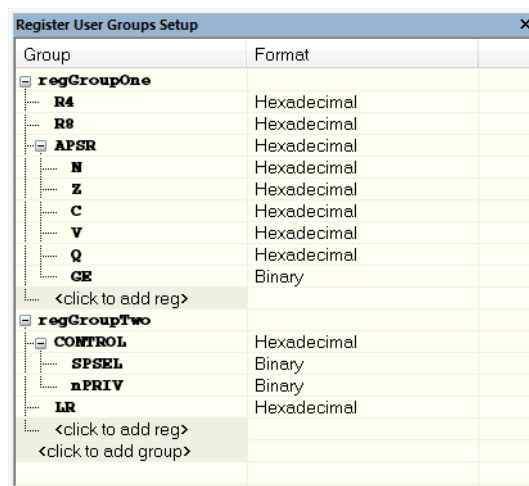 Register User Groups Setup
Group Format
regGroupOne
R4 Hexadecimal
R8 Hexadecimal
APSR Hexadecimal
N Hexadecimal
Z Hexadecimal
C Hexadecimal
V Hexadecimal
Q Hexadecimal
GE Binary
<click to add reg>
regGroupTwo
CONTROL Hexadecimal
SPSEL Binary
nPRIV Binary
LR Hexadecimal
<click to add reg>
<click to add group>